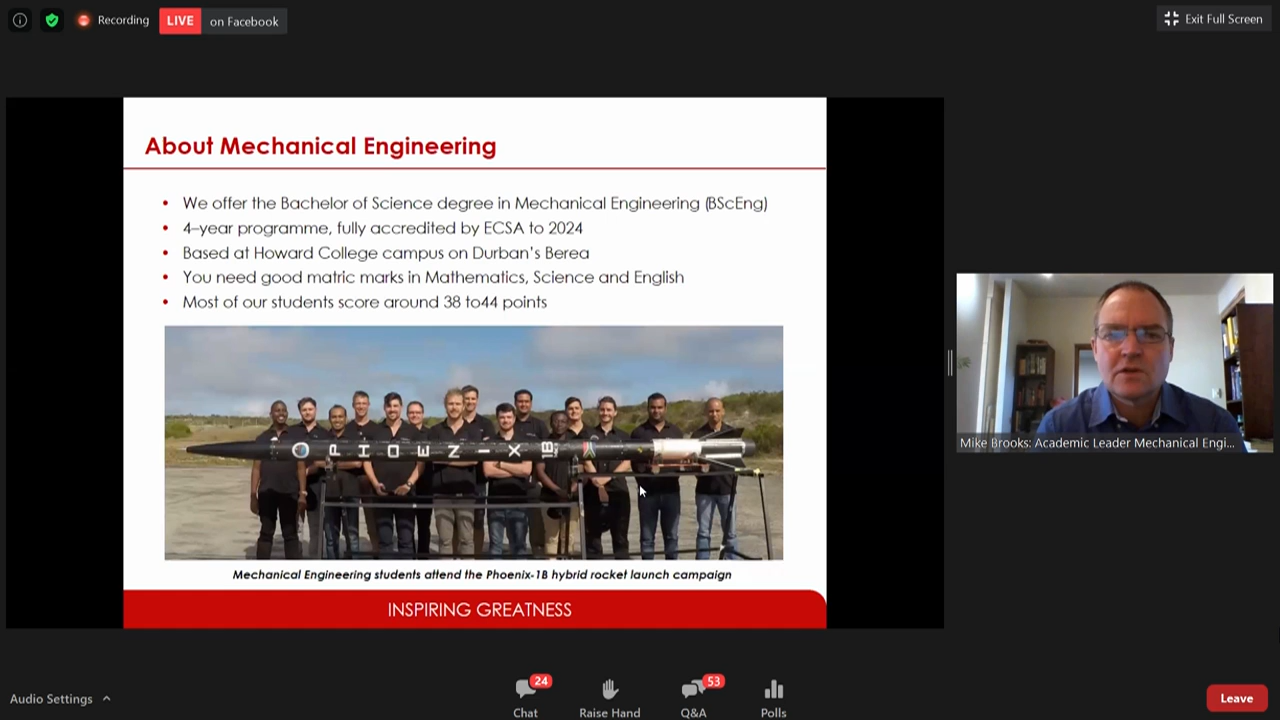 Recording
LIVE on Facebook
Exit Full Screen
About Mechanical Engineering
• We offer the Bachelor of Science degree in Mechanical Engineering (BScEng)
• 4–year programme, fully accredited by ECSA to 2024
• Based at Howard College campus on Durban's Berea
• You need good matric marks in Mathematics, Science and English
• Most of our students score around 38 to44 points
PHOENIX 1B
Mechanical Engineering students attend the Phoenix-1B hybrid rocket launch campaign
INSPIRING GREATNESS
Mike Brooks: Academic Leader Mechanical Engi...
Audio Settings
24
Chat
Raise Hand
53
Q&A
Polls
Leave